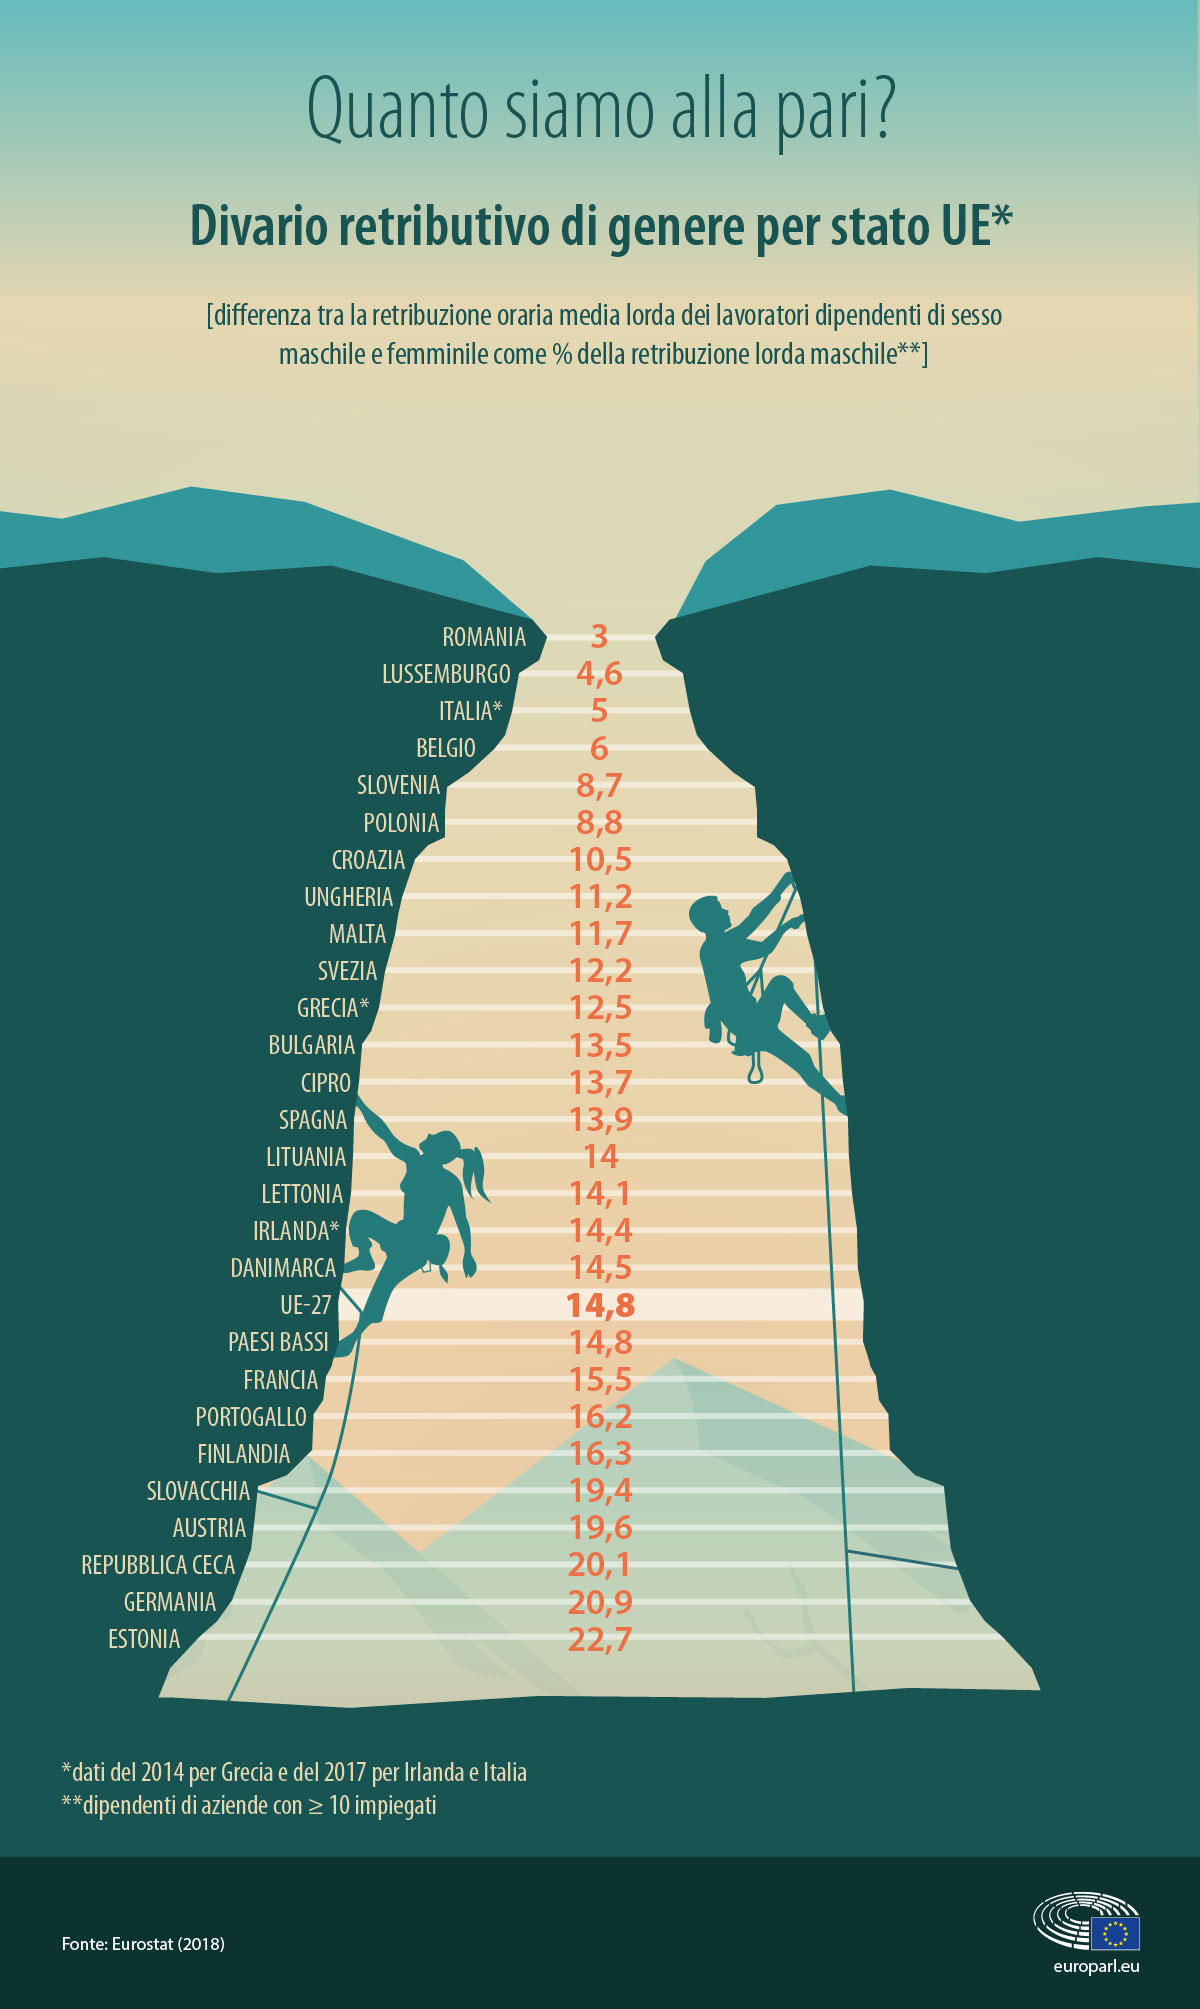 Quanto siamo alla pari?
Divario retributivo di genere per stato UE*
[differenza tra la retribuzione oraria media lorda dei lavoratori dipendenti di sesso
maschile e femminile come % della retribuzione lorda maschile**]
ROMANIA 3
LUSSEMBURGO 4,6
ITALIA* 5
BELGIO 6
SLOVENIA 8,7
POLONIA 8,8
CROAZIA 10,5
UNGHERIA 11,2
MALTA 11,7
SVEZIA 12,2
GRECIA* 12,5
BULGARIA 13,5
CIPRO 13,7
SPAGNA 13,9
LITUANIA 14
LETTONIA 14,1
IRLANDA* 14,4
DANIMARCA 14,5
UE-27 14,8
PAESI BASSI 14,8
FRANCIA 15,5
PORTOGALLO 16,2
FINLANDIA 16,3
SLOVACCHIA 19,4
AUSTRIA 19,6
REPUBBLICA CECA 20,1
GERMANIA 20,9
ESTONIA 22,7
*dati del 2014 per Grecia e del 2017 per Irlanda e Italia
**dipendenti di aziende con ≥ 10 impiegati
Fonte: Eurostat (2018)
europarl.eu